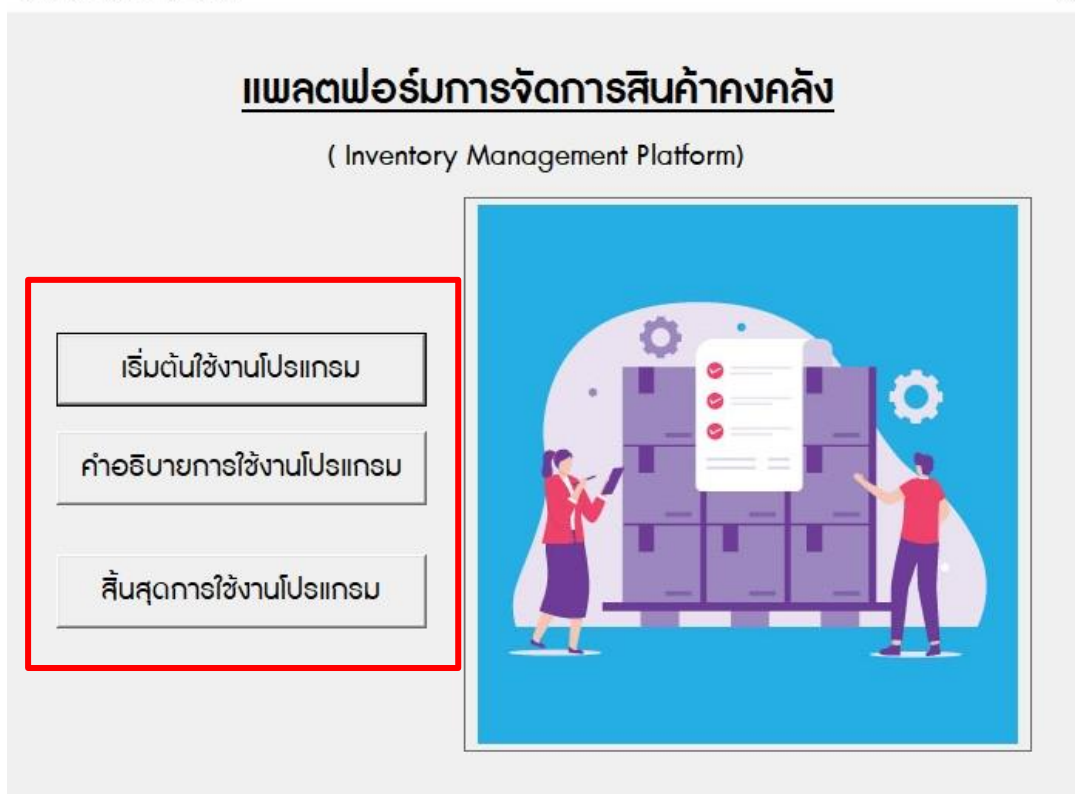 แพลตฟอร์มการจัดการสินค้าคงคลัง
( Inventory Management Platform)
เริ่มต้นใช้งานโปรแกรม
คำอธิบายการใช้งานโปรแกรม
สิ้นสุดการใช้งานโปรแกรม